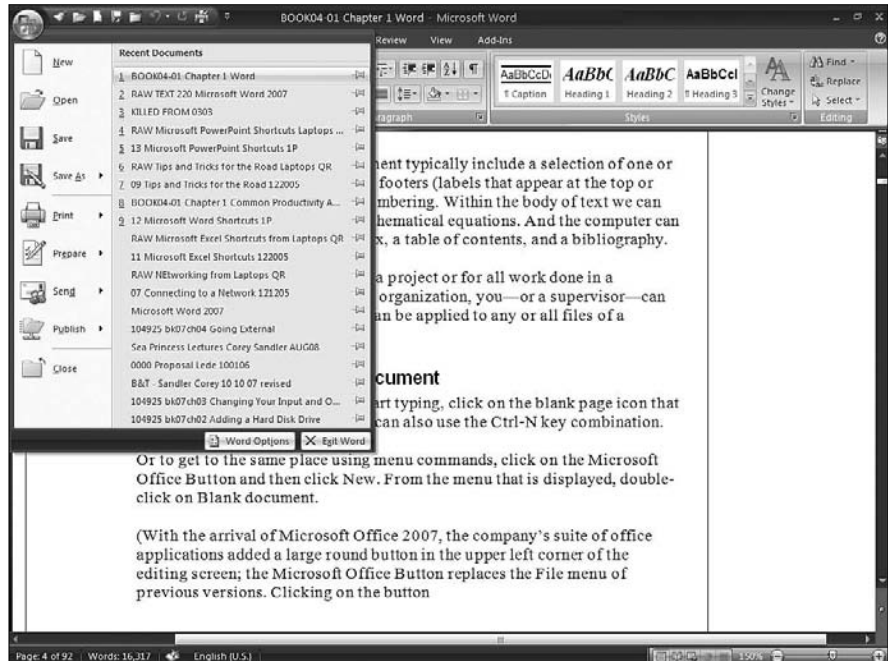 BOOK04-01 Chapter 1 Word - Microsoft Word
Review View Add-Ins
New
Open
Save
Save As
Print
Prepare
Send
Publish
Close
Recent Documents
1 BOOK04-01 Chapter 1 Word
2 RAW TEXT 220 Microsoft Word 2007
3 KILLED FROM 0303
4 RAW Microsoft PowerPoint Shortcuts Laptops ...
5 13 Microsoft PowerPoint Shortcuts 1P
6 RAW Tips and Tricks for the Road Laptops QR
7 09 Tips and Tricks for the Road 122005
8 BOOK04-01 Chapter 1 Common Productivity A...
9 12 Microsoft Word Shortcuts 1P
RAW Microsoft Excel Shortcuts from Laptops QR
11 Microsoft Excel Shortcuts 122005
RAW NEtworking from Laptops QR
07 Connecting to a Network 121205
Microsoft Word 2007
104925 bk07ch04 Going External
Sea Princess Lectures Corey Sandler AUG08
0000 Proposal Lede 100106
B&T - Sandler Corey 10 10 07 revised
104925 bk07ch03 Changing Your Input and O...
104925 bk07ch02 Adding a Hard Disk Drive
Word Options Exit Word
AaBbCcDc AaBbC AaBbC AaBbCcI
¶ Caption Heading 1 Heading 2 ¶ Heading 3
Change Styles
Find
Replace
Select
aragraph Styles Editing
ent typically include a selection of one or
footers (labels that appear at the top or
mbering. Within the body of text we can
hematical equations. And the computer can
x, a table of contents, and a bibliography.
a project or for all work done in a
organization, you—or a supervisor—can
an be applied to any or all files of a
cument
art typing, click on the blank page icon that
can also use the Ctrl-N key combination.
Or to get to the same place using menu commands, click on the Microsoft
Office Button and then click New. From the menu that is displayed, double-
click on Blank document.
(With the arrival of Microsoft Office 2007, the company's suite of office
applications added a large round button in the upper left corner of the
editing screen; the Microsoft Office Button replaces the File menu of
previous versions. Clicking on the button
Page: 4 of 92 Words: 16,317 English (U.S.) 150%